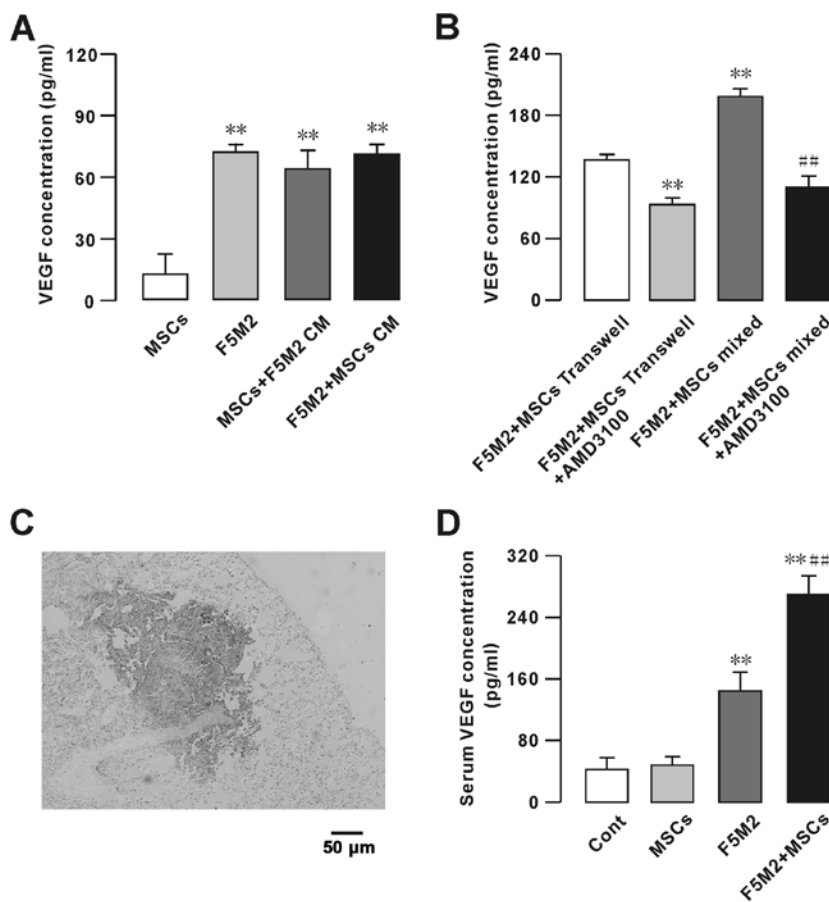 A
VEGF concentration (pg/ml)
120
90
60
30
0
**
**
**
MSCs
F5M2
MSCs+F5M2 CM
F5M2+MSCs CM
B
VEGF concentration (pg/ml)
240
180
120
60
0
**
**
##
F5M2+MSCs Transwell
F5M2+MSCs Transwell
+AMD3100
F5M2+MSCs mixed
F5M2+MSCs mixed
+AMD3100
C
50 μm
D
Serum VEGF concentration
(pg/ml)
320
240
160
80
0
**
**##
Cont
MSCs
F5M2
F5M2+MSCs